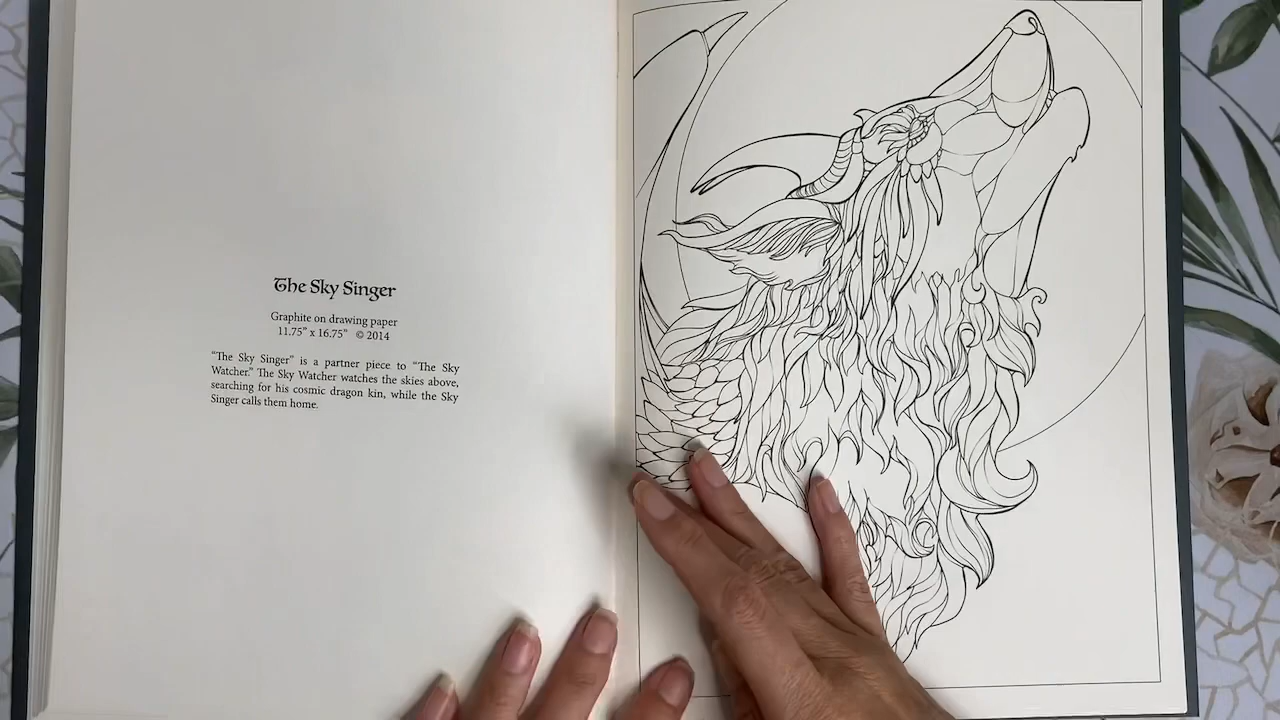 The Sky Singer
Graphite on drawing paper
11.75” x 16.75” © 2014
“The Sky Singer” is a partner piece to “The Sky
Watcher.” The Sky Watcher watches the skies above,
searching for his cosmic dragon kin, while the Sky
Singer calls them home.